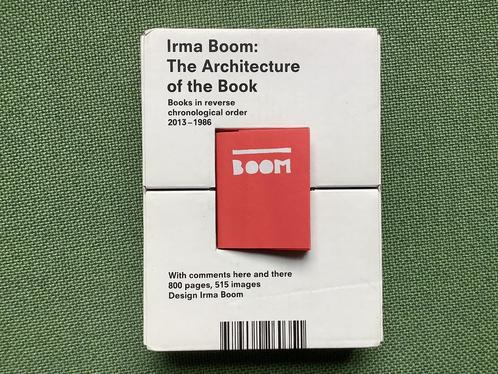 Irma Boom:
The Architecture
of the Book
Books in reverse
chronological order
2013–1986
BOOM
With comments here and there
800 pages, 515 images
Design Irma Boom